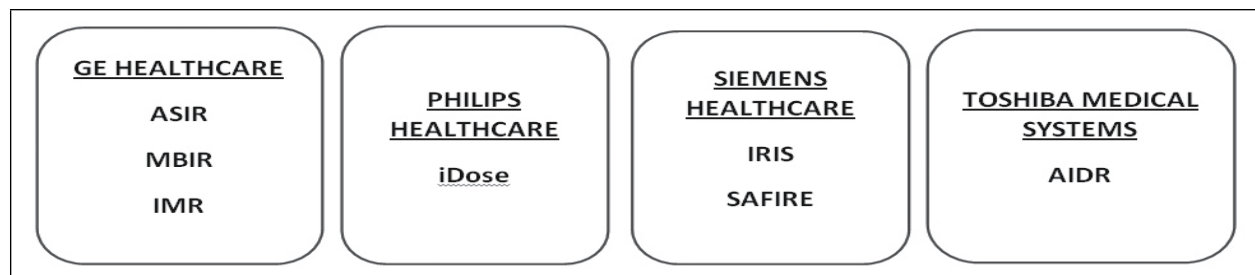 GE HEALTHCARE
ASIR
MBIR
IMR
PHILIPS
HEALTHCARE
iDose
SIEMENS
HEALTHCARE
IRIS
SAFIRE
TOSHIBA MEDICAL
SYSTEMS
AIDR